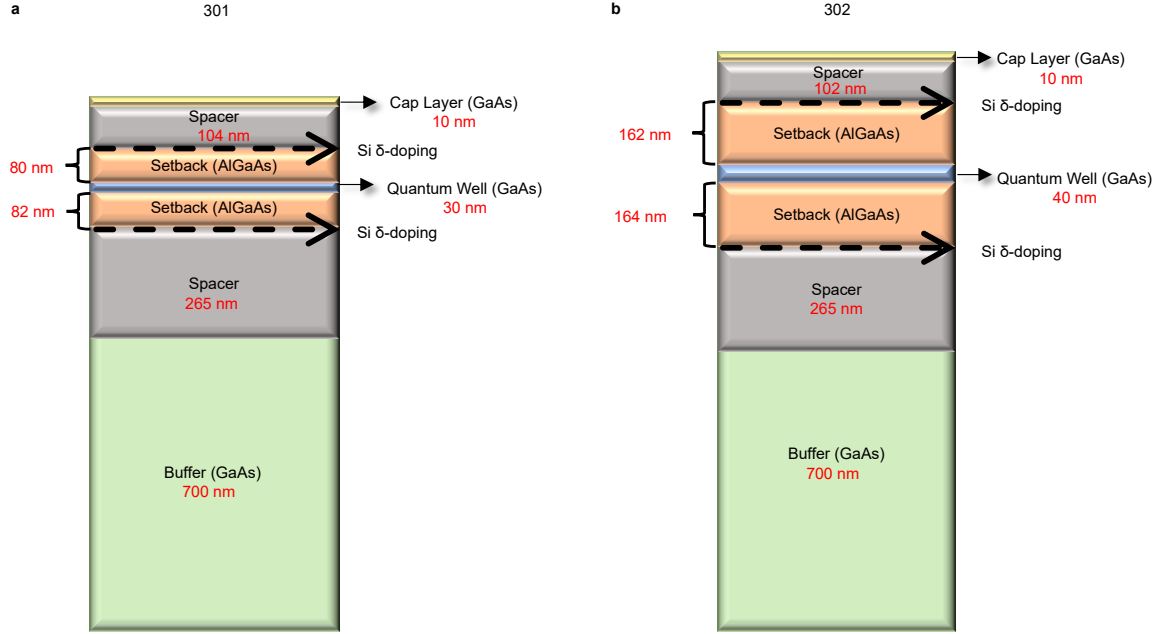 a
301
Cap Layer (GaAs)
10 nm
Spacer
104 nm
Si δ-doping
80 nm
Setback (AlGaAs)
Quantum Well (GaAs)
30 nm
82 nm
Setback (AlGaAs)
Si δ-doping
Spacer
265 nm
Buffer (GaAs)
700 nm
b
302
Cap Layer (GaAs)
10 nm
Spacer
102 nm
Si δ-doping
162 nm
Setback (AlGaAs)
Quantum Well (GaAs)
40 nm
164 nm
Setback (AlGaAs)
Si δ-doping
Spacer
265 nm
Buffer (GaAs)
700 nm